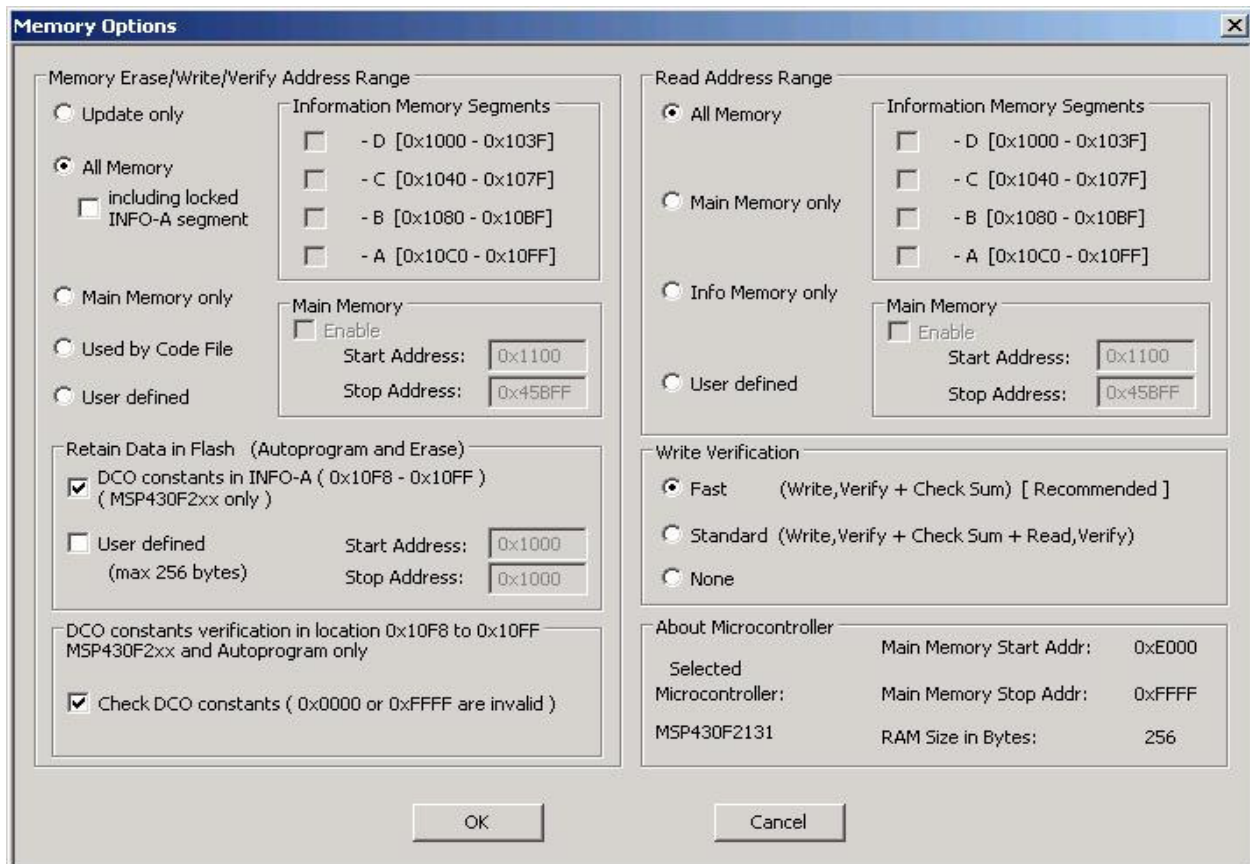 Memory Options
Memory Erase/Write/Verify Address Range
Update only
All Memory
including locked
INFO-A segment
Main Memory only
Used by Code File
User defined
Information Memory Segments
- D [0x1000 - 0x103F]
- C [0x1040 - 0x107F]
- B [0x1080 - 0x10BF]
- A [0x10C0 - 0x10FF]
Main Memory
Enable
Start Address: 0x1100
Stop Address: 0x45BFF
Retain Data in Flash (Autoprogram and Erase)
DCO constants in INFO-A ( 0x10F8 - 0x10FF )
( MSP430F2xx only )
User defined
(max 256 bytes)
Start Address: 0x1000
Stop Address: 0x1000
DCO constants verification in location 0x10F8 to 0x10FF
MSP430F2xx and Autoprogram only
Check DCO constants ( 0x0000 or 0xFFFF are invalid )
Read Address Range
All Memory
Main Memory only
Info Memory only
User defined
Information Memory Segments
- D [0x1000 - 0x103F]
- C [0x1040 - 0x107F]
- B [0x1080 - 0x10BF]
- A [0x10C0 - 0x10FF]
Main Memory
Enable
Start Address: 0x1100
Stop Address: 0x45BFF
Write Verification
Fast (Write,Verify + Check Sum) [ Recommended ]
Standard (Write,Verify + Check Sum + Read,Verify)
None
About Microcontroller
Selected
Microcontroller:
MSP430F2131
Main Memory Start Addr: 0xE000
Main Memory Stop Addr: 0xFFFF
RAM Size in Bytes: 256
OK
Cancel